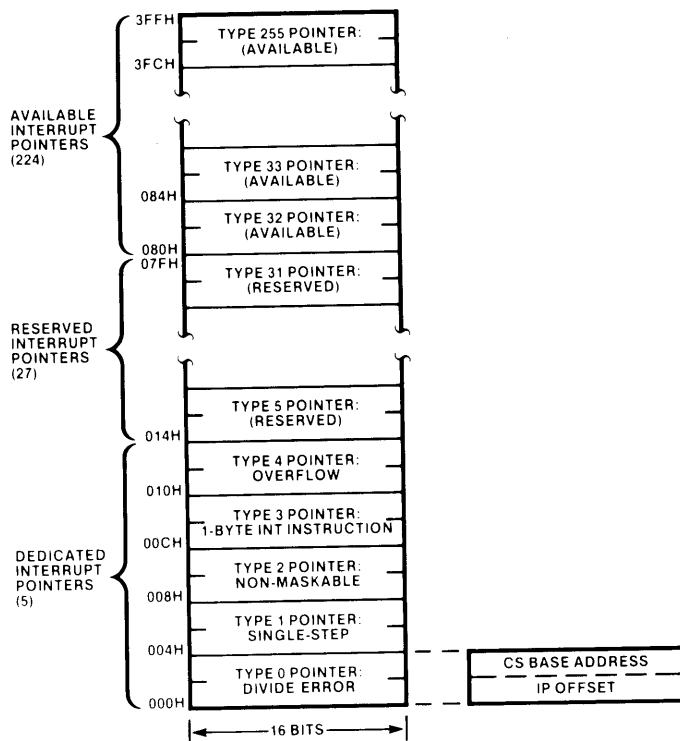 3FFH
TYPE 255 POINTER:
(AVAILABLE)
3FCH
AVAILABLE
INTERRUPT
POINTERS
(224)
TYPE 33 POINTER:
(AVAILABLE)
084H
TYPE 32 POINTER:
(AVAILABLE)
080H
07FH
TYPE 31 POINTER:
(RESERVED)
RESERVED
INTERRUPT
POINTERS
(27)
TYPE 5 POINTER:
(RESERVED)
014H
TYPE 4 POINTER:
OVERFLOW
010H
TYPE 3 POINTER:
1-BYTE INT INSTRUCTION
00CH
DEDICATED
INTERRUPT
POINTERS
(5)
TYPE 2 POINTER:
NON-MASKABLE
008H
TYPE 1 POINTER:
SINGLE-STEP
004H
TYPE 0 POINTER:
DIVIDE ERROR
000H
CS BASE ADDRESS
IP OFFSET
16 BITS